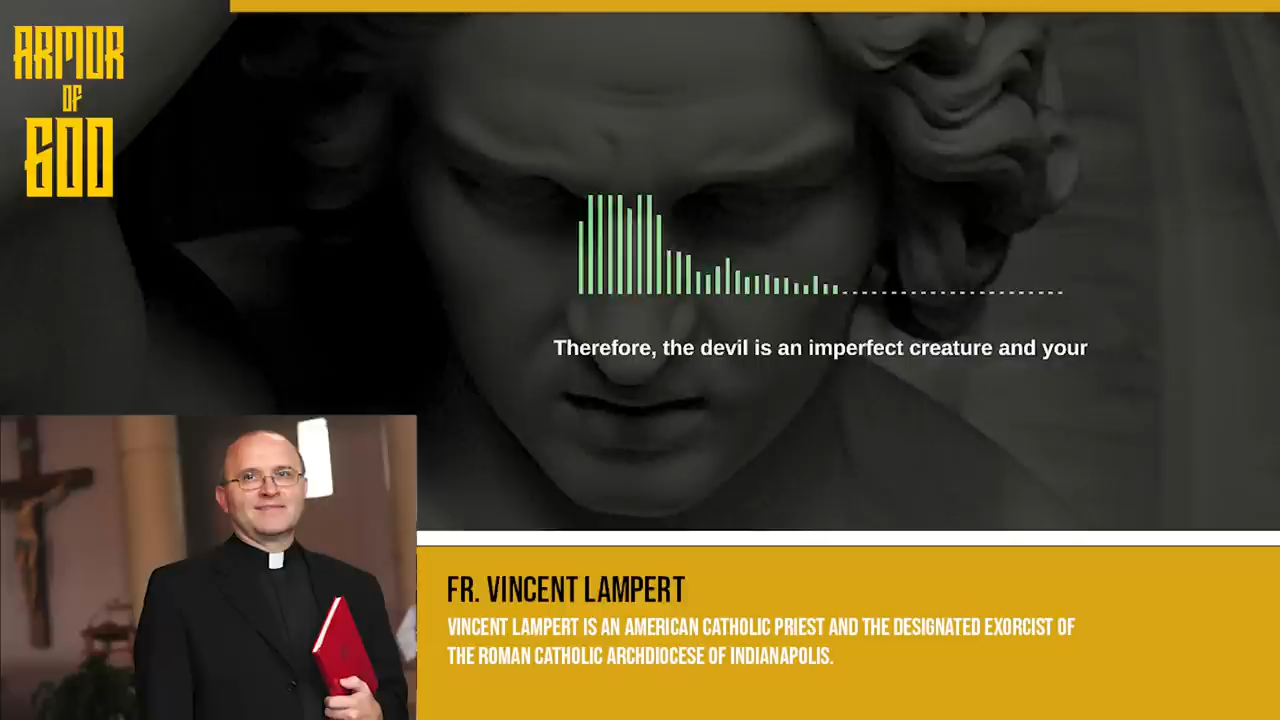 ARMOR
OF
GOD
Therefore, the devil is an imperfect creature and your
FR. VINCENT LAMPERT
VINCENT LAMPERT IS AN AMERICAN CATHOLIC PRIEST AND THE DESIGNATED EXORCIST OF
THE ROMAN CATHOLIC ARCHDIOCESE OF INDIANAPOLIS.